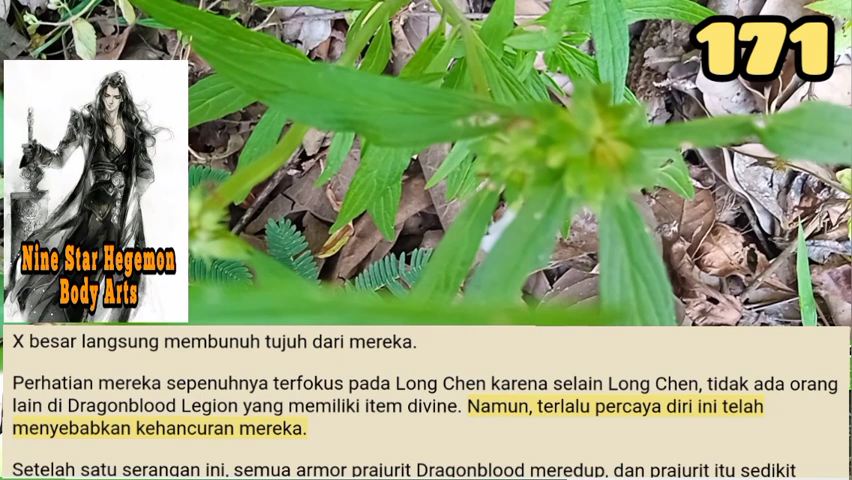 171
Nine Star Hegemon
Body Arts
X besar langsung membunuh tujuh dari mereka.
Perhatian mereka sepenuhnya terfokus pada Long Chen karena selain Long Chen, tidak ada orang
lain di Dragonblood Legion yang memiliki item divine. Namun, terlalu percaya diri ini telah
menyebabkan kehancuran mereka.
Setelah satu serangan ini, semua armor prajurit Dragonblood meredup, dan prajurit itu sedikit